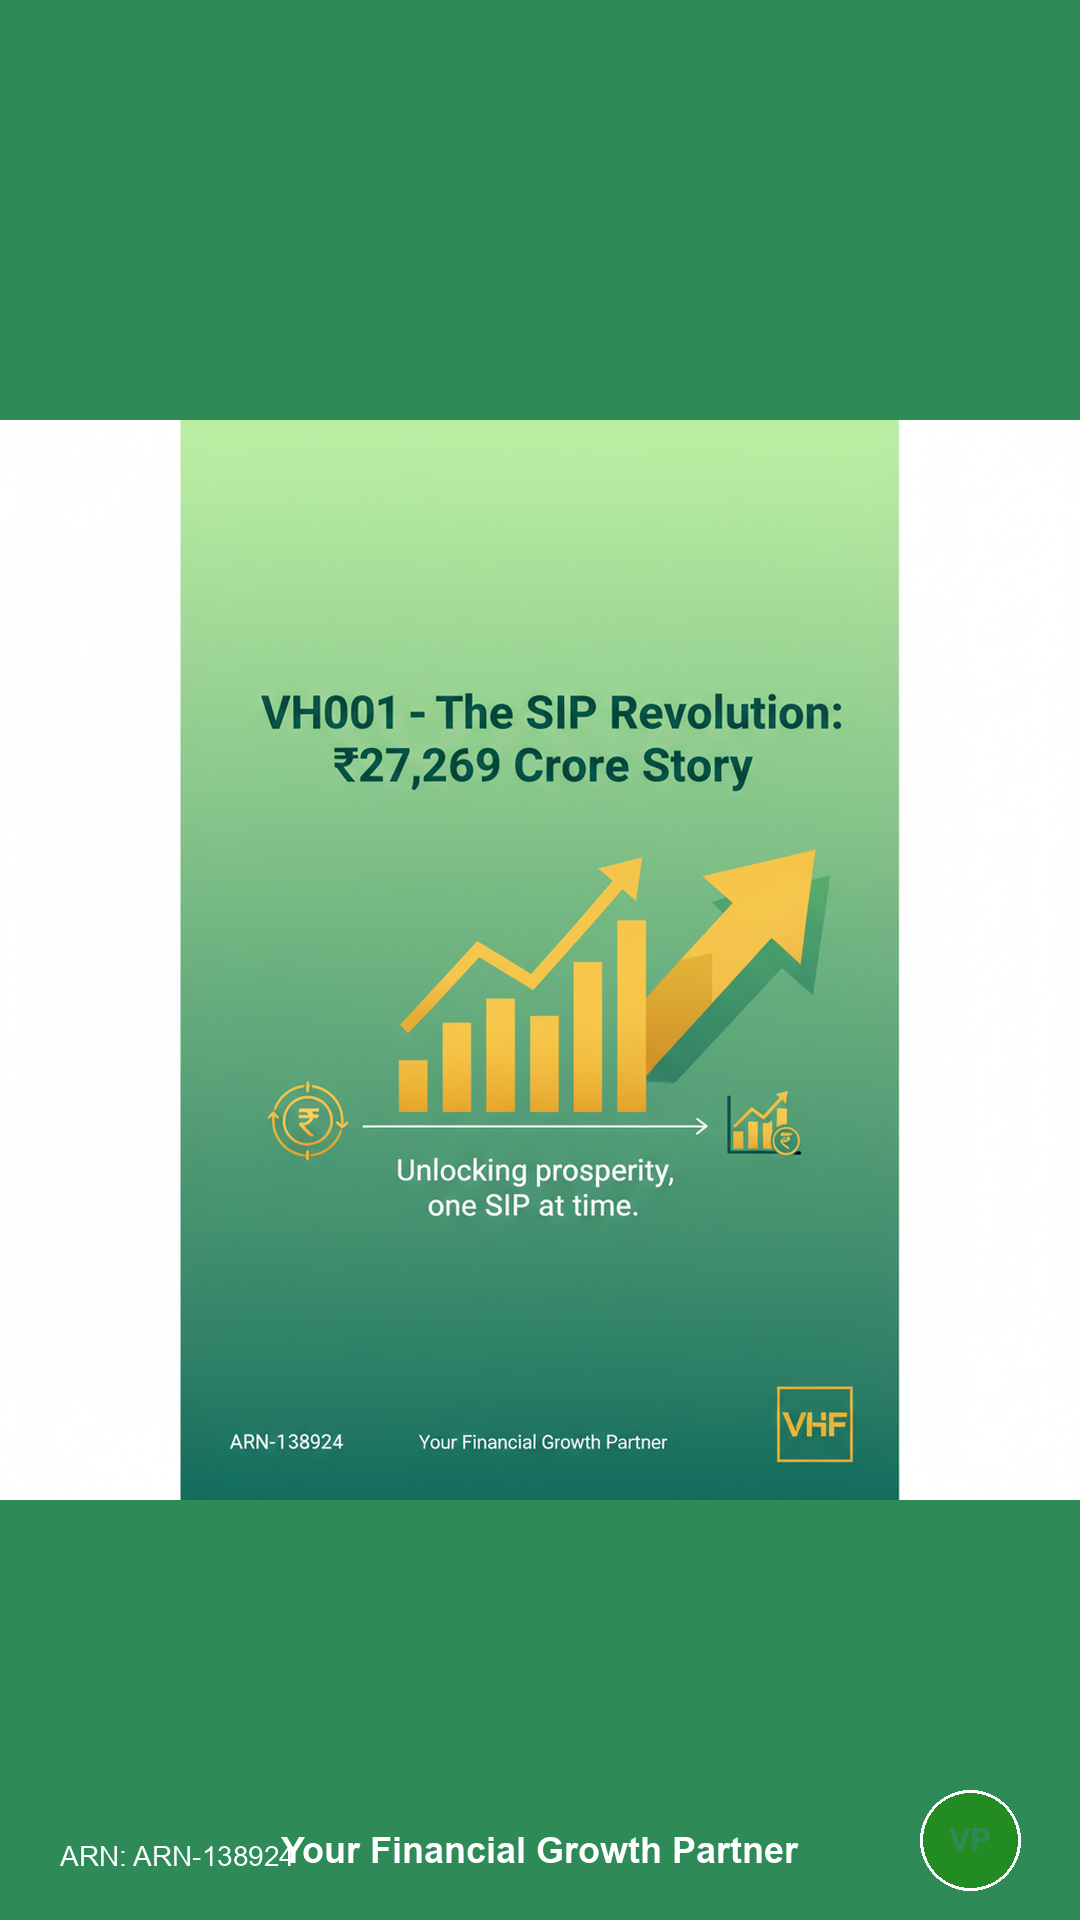 VH001 - The SIP Revolution:
₹27,269 Crore Story
₹
₹
Unlocking prosperity,
one SIP at time.
ARN-138924
Your Financial Growth Partner
VHF
ARN: ARN-138924
Your Financial Growth Partner
VP